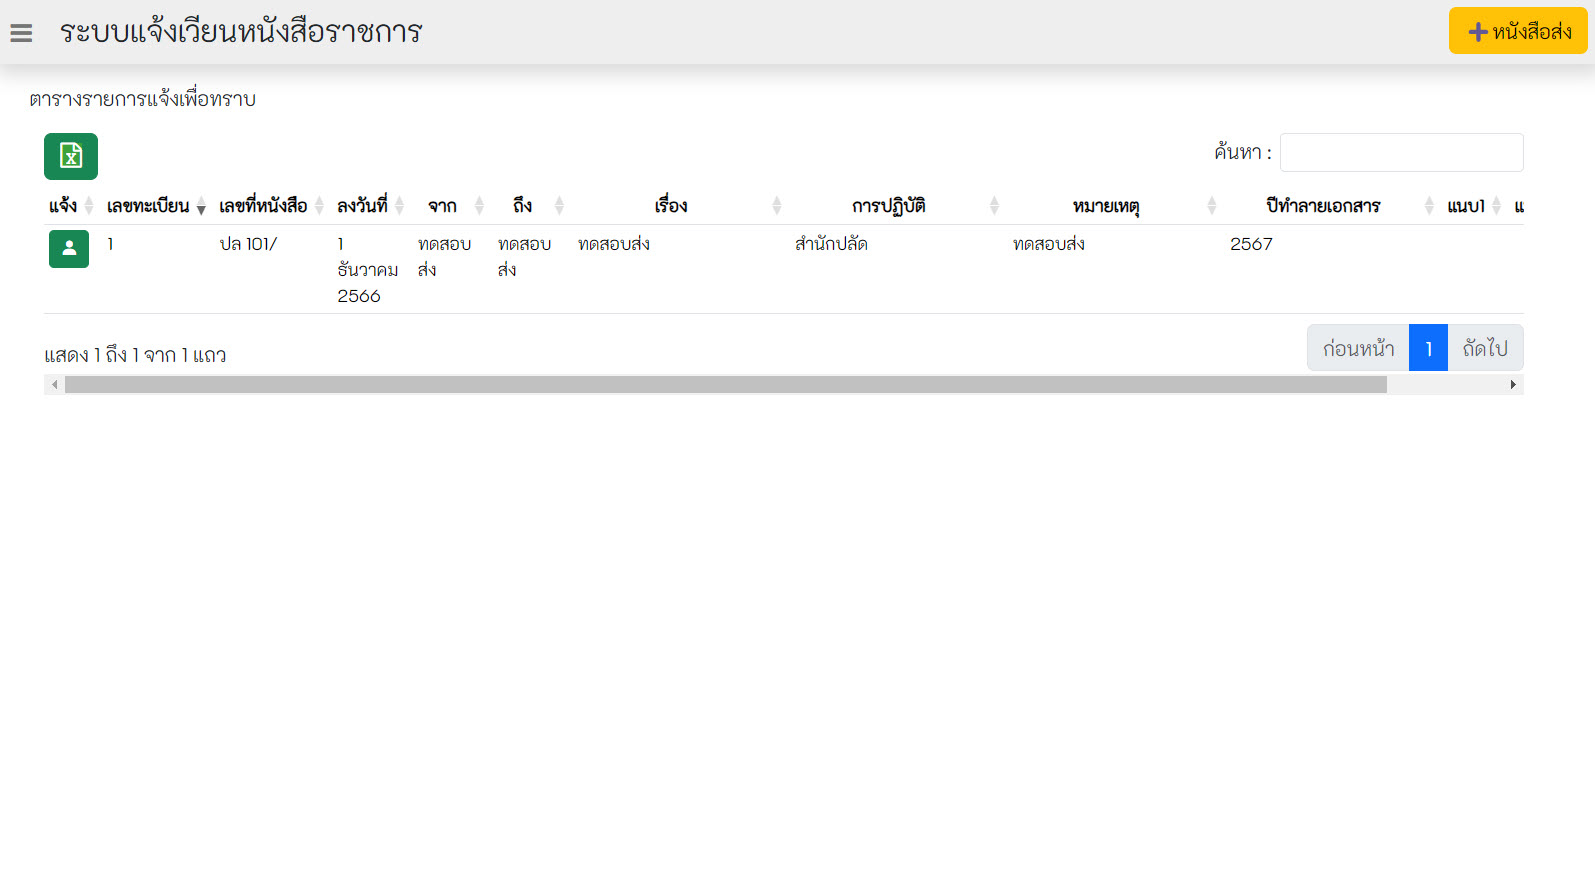 ระบบแจ้งเวียนหนังสือราชการ
หนังสือส่ง
ตารางรายการแจ้งเพื่อทราบ
ค้นหา :
แจ้ง เลขทะเบียน เลขที่หนังสือ ลงวันที่ จาก ถึง เรื่อง การปฏิบัติ หมายเหตุ ปีทำลายเอกสาร แนบ1
1 ปล 101/ 1 ทดสอบ ทดสอบ ทดสอบส่ง สำนักปลัด ทดสอบส่ง 2567
ธันวาคม ส่ง ส่ง
2566
แสดง 1 ถึง 1 จาก 1 แถว
ก่อนหน้า 1 ถัดไป